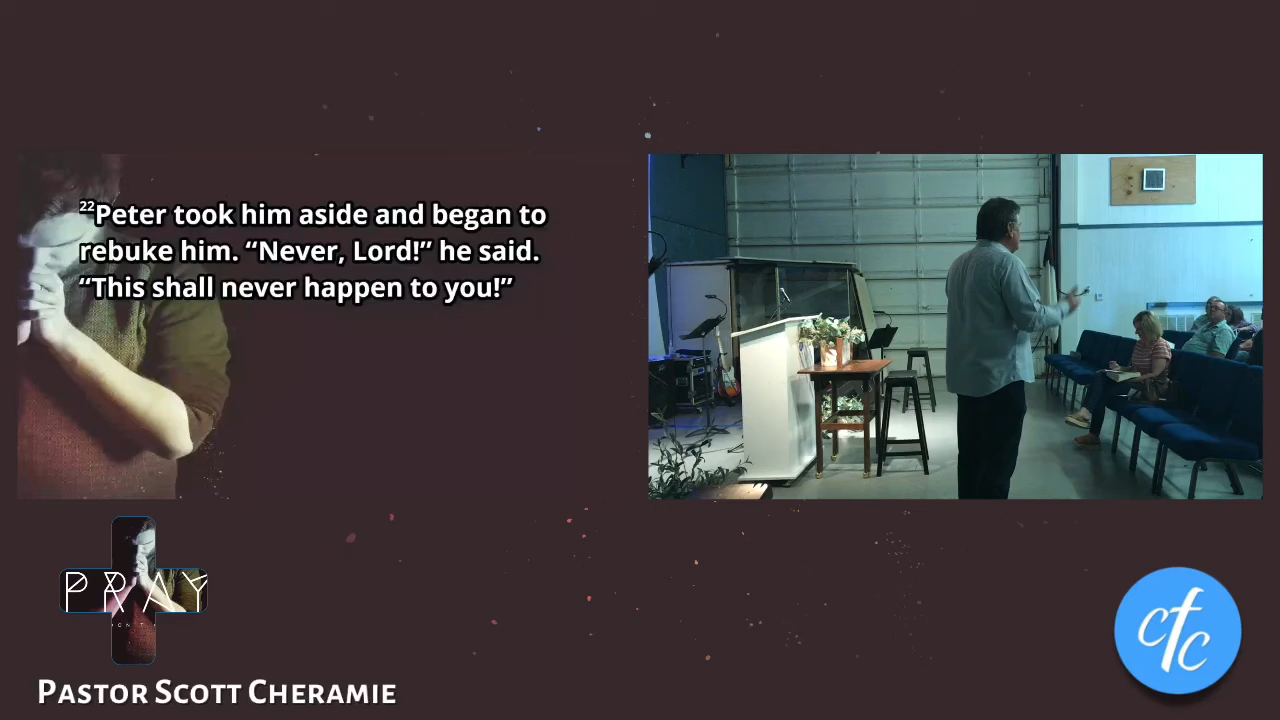 ²²Peter took him aside and began to
rebuke him. “Never, Lord!” he said.
“This shall never happen to you!”
PRAY
Pastor Scott Cheramie
cfc